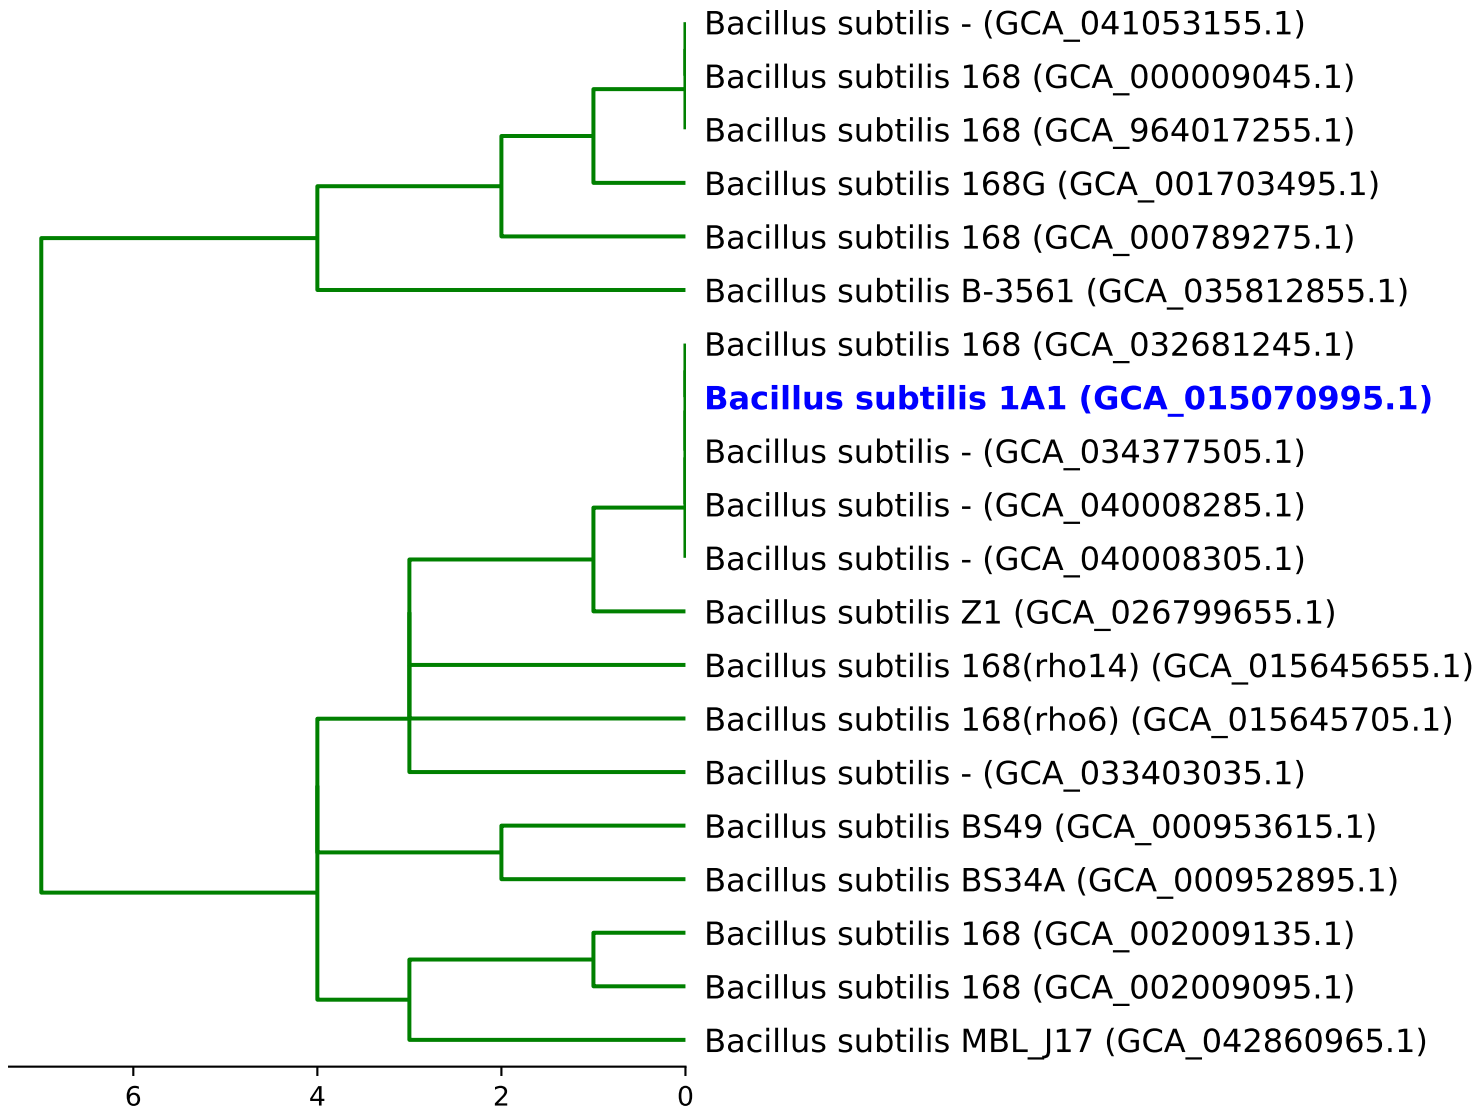 Bacillus subtilis - (GCA_041053155.1)
Bacillus subtilis 168 (GCA_000009045.1)
Bacillus subtilis 168 (GCA_964017255.1)
Bacillus subtilis 168G (GCA_001703495.1)
Bacillus subtilis 168 (GCA_000789275.1)
Bacillus subtilis B-3561 (GCA_035812855.1)
Bacillus subtilis 168 (GCA_032681245.1)
Bacillus subtilis 1A1 (GCA_015070995.1)
Bacillus subtilis - (GCA_034377505.1)
Bacillus subtilis - (GCA_040008285.1)
Bacillus subtilis - (GCA_040008305.1)
Bacillus subtilis Z1 (GCA_026799655.1)
Bacillus subtilis 168(rho14) (GCA_015645655.1)
Bacillus subtilis 168(rho6) (GCA_015645705.1)
Bacillus subtilis - (GCA_033403035.1)
Bacillus subtilis BS49 (GCA_000953615.1)
Bacillus subtilis BS34A (GCA_000952895.1)
Bacillus subtilis 168 (GCA_002009135.1)
Bacillus subtilis 168 (GCA_002009095.1)
Bacillus subtilis MBL_J17 (GCA_042860965.1)
6 4 2 0